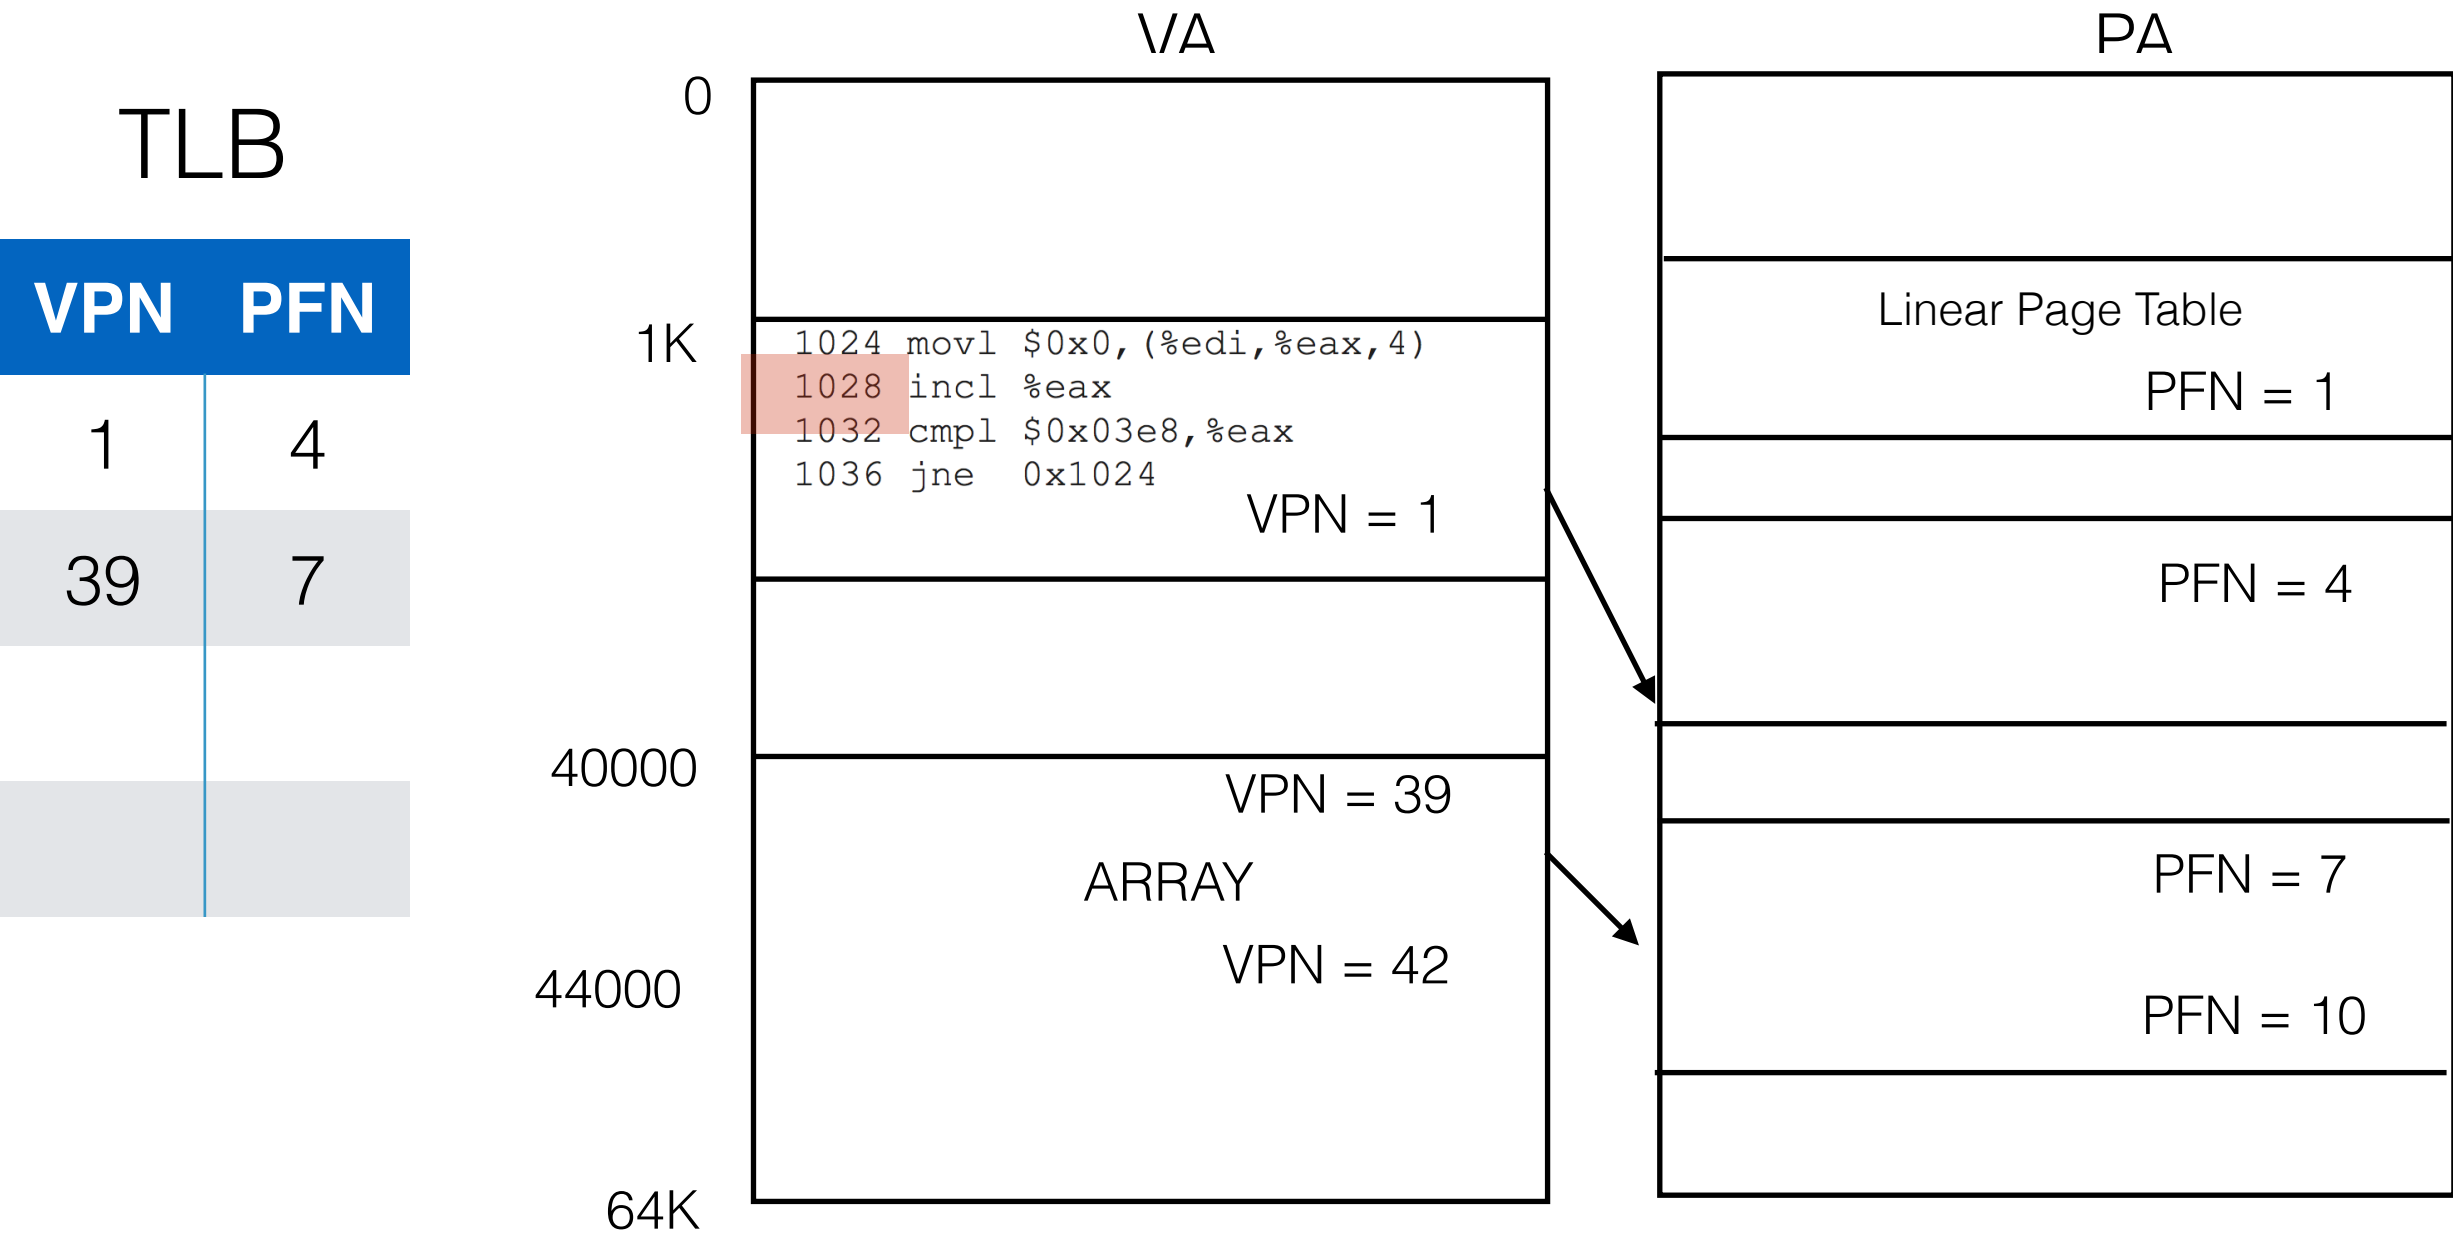 VA
PA
0
TLB
VPN PFN
1 4
39 7
1K
1024 movl $0x0,(%edi,%eax,4)
1028 incl %eax
1032 cmpl $0x03e8,%eax
1036 jne 0x1024
VPN = 1
40000
VPN = 39
ARRAY
VPN = 42
44000
64K
Linear Page Table
PFN = 1
PFN = 4
PFN = 7
PFN = 10